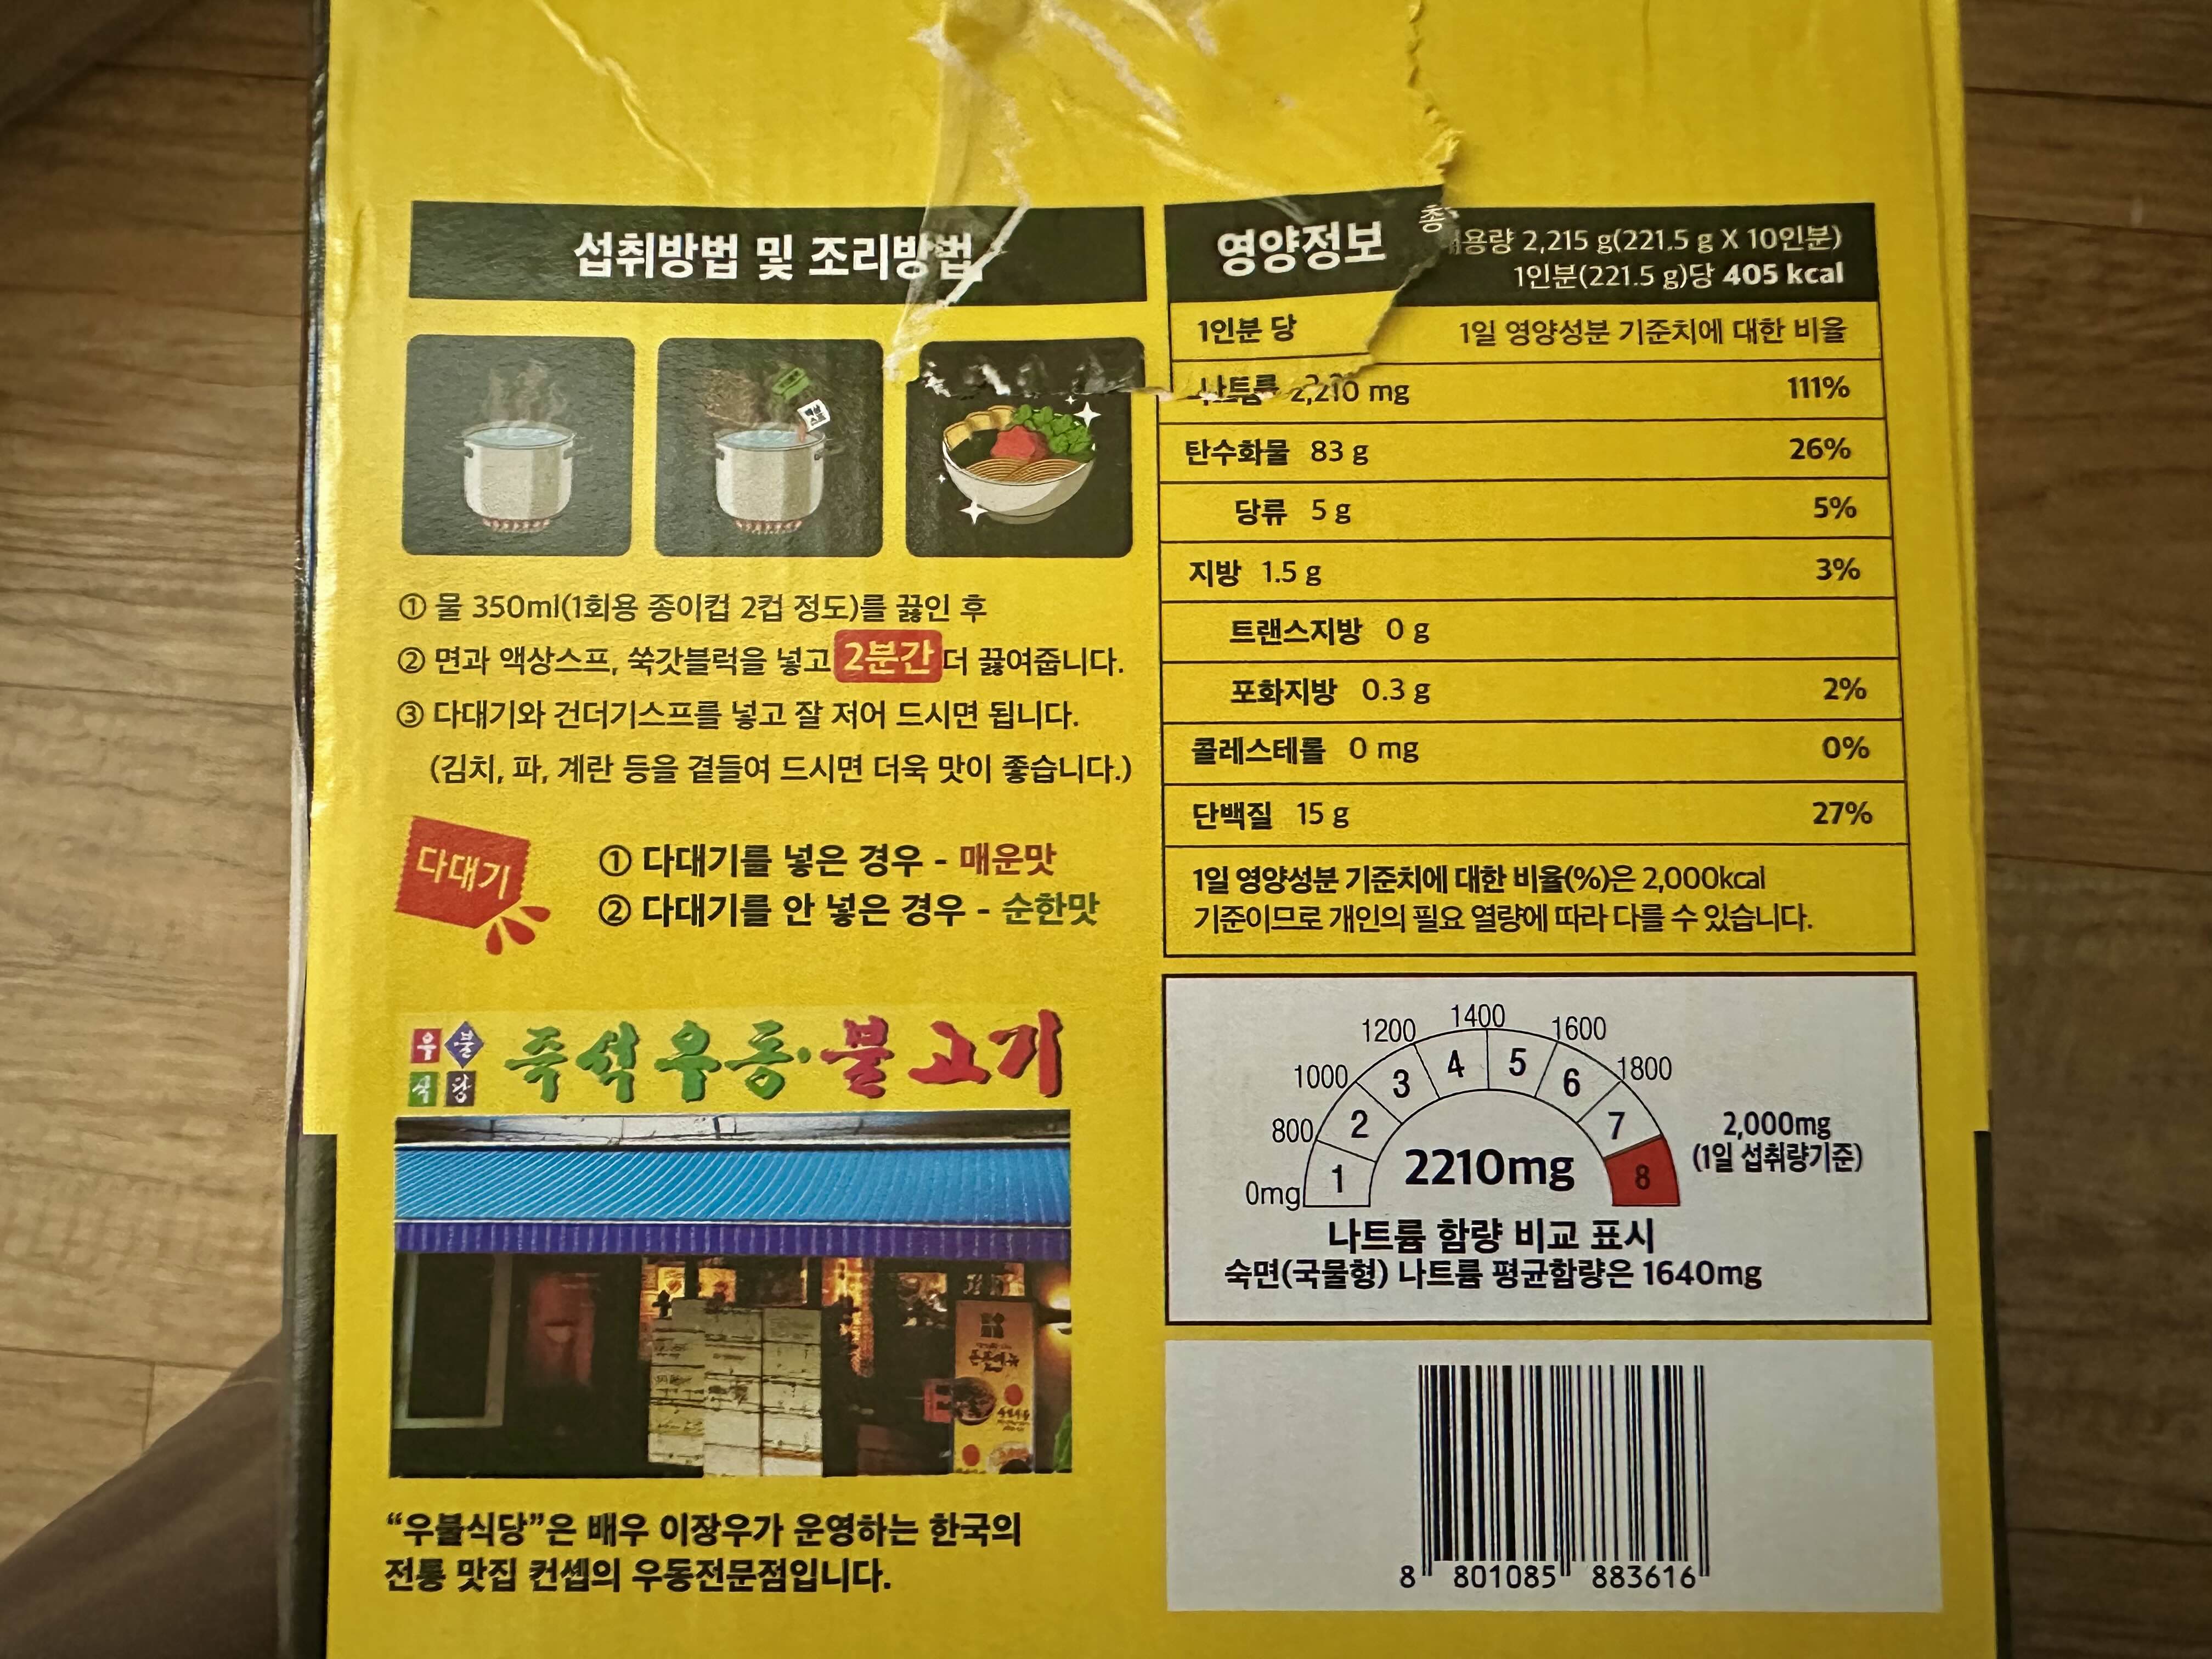 섭취방법 및 조리방법
액상
스프
① 물 350ml(1회용 종이컵 2컵 정도)를 끓인 후
② 면과 액상스프, 쑥갓블럭을 넣고 2분간 더 끓여줍니다.
③ 다대기와 건더기스프를 넣고 잘 저어 드시면 됩니다.
(김치, 파, 계란 등을 곁들여 드시면 더욱 맛이 좋습니다.)
다대기
① 다대기를 넣은 경우 - 매운맛
② 다대기를 안 넣은 경우 - 순한맛
우불
식당
즉석우동·불고기
“우불식당”은 배우 이장우가 운영하는 한국의
전통 맛집 컨셉의 우동전문점입니다.
영양정보
총 내용량 2,215 g(221.5 g X 10인분)
1인분(221.5 g)당 405 kcal
1인분 당 1일 영양성분 기준치에 대한 비율
나트륨 2,210 mg 111%
탄수화물 83 g 26%
당류 5 g 5%
지방 1.5 g 3%
트랜스지방 0 g
포화지방 0.3 g 2%
콜레스테롤 0 mg 0%
단백질 15 g 27%
1일 영양성분 기준치에 대한 비율(%)은 2,000kcal
기준이므로 개인의 필요 열량에 따라 다를 수 있습니다.
0mg 800 1000 1200 1400 1600 1800
1 2 3 4 5 6 7 8
2,000mg
(1일 섭취량기준)
2210mg
나트륨 함량 비교 표시
숙면(국물형) 나트륨 평균함량은 1640mg
8 801085 883616